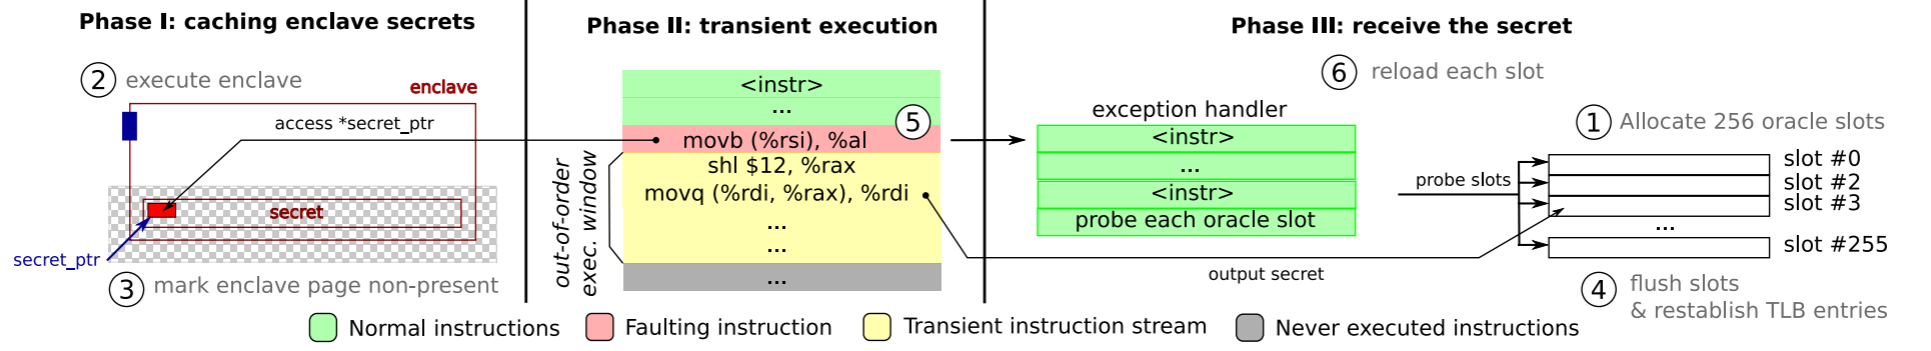 Phase I: caching enclave secrets
2
execute enclave
enclave
access *secret_ptr
secret
secret_ptr
3
mark enclave page non-present
Phase II: transient execution
<instr>
...
5
movb (%rsi), %al
shl $12, %rax
movq (%rdi, %rax), %rdi
...
...
...
out-of-order
exec. window
Phase III: receive the secret
6
reload each slot
exception handler
<instr>
...
<instr>
probe each oracle slot
1
Allocate 256 oracle slots
probe slots
slot #0
slot #2
slot #3
...
slot #255
output secret
4
flush slots
& restablish TLB entries
Normal instructions
Faulting instruction
Transient instruction stream
Never executed instructions